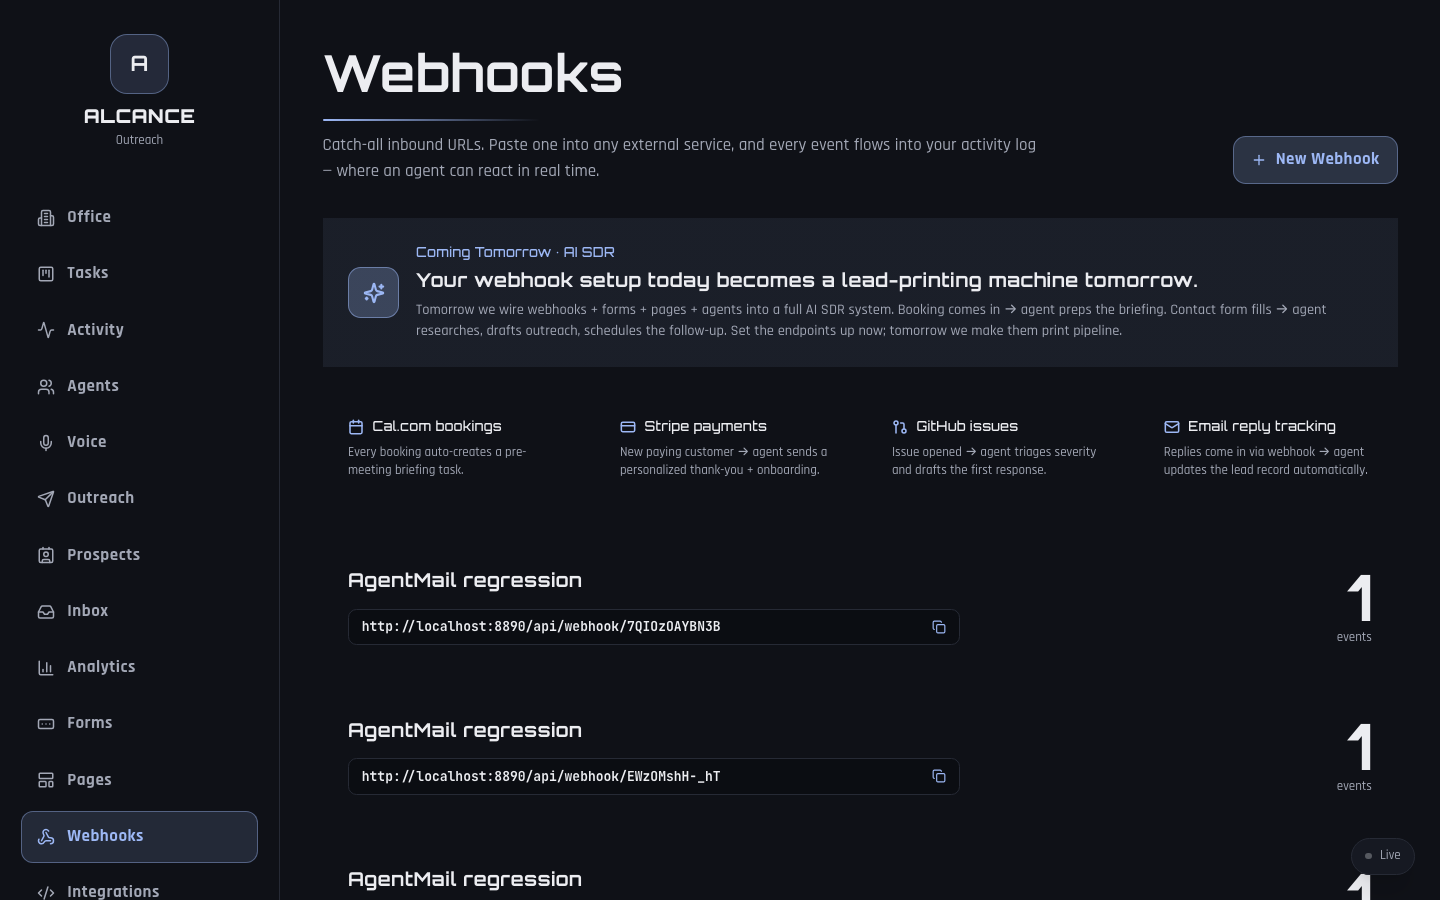 A
ALCANCE
Outreach
Office
Tasks
Activity
Agents
Voice
Outreach
Prospects
Inbox
Analytics
Forms
Pages
Webhooks
Integrations
Webhooks
Catch-all inbound URLs. Paste one into any external service, and every event flows into your activity log
— where an agent can react in real time.
+ New Webhook
Coming Tomorrow · AI SDR
Your webhook setup today becomes a lead-printing machine tomorrow.
Tomorrow we wire webhooks + forms + pages + agents into a full AI SDR system. Booking comes in → agent preps the briefing. Contact form fills → agent
researches, drafts outreach, schedules the follow-up. Set the endpoints up now; tomorrow we make them print pipeline.
Cal.com bookings
Every booking auto-creates a pre-
meeting briefing task.
Stripe payments
New paying customer → agent sends a
personalized thank-you + onboarding.
GitHub issues
Issue opened → agent triages severity
and drafts the first response.
Email reply tracking
Replies come in via webhook → agent
updates the lead record automatically.
AgentMail regression
http://localhost:8890/api/webhook/7QIOzOAYBN3B
1
events
AgentMail regression
http://localhost:8890/api/webhook/EWzOMshH-_hT
1
events
Live
AgentMail regression
1